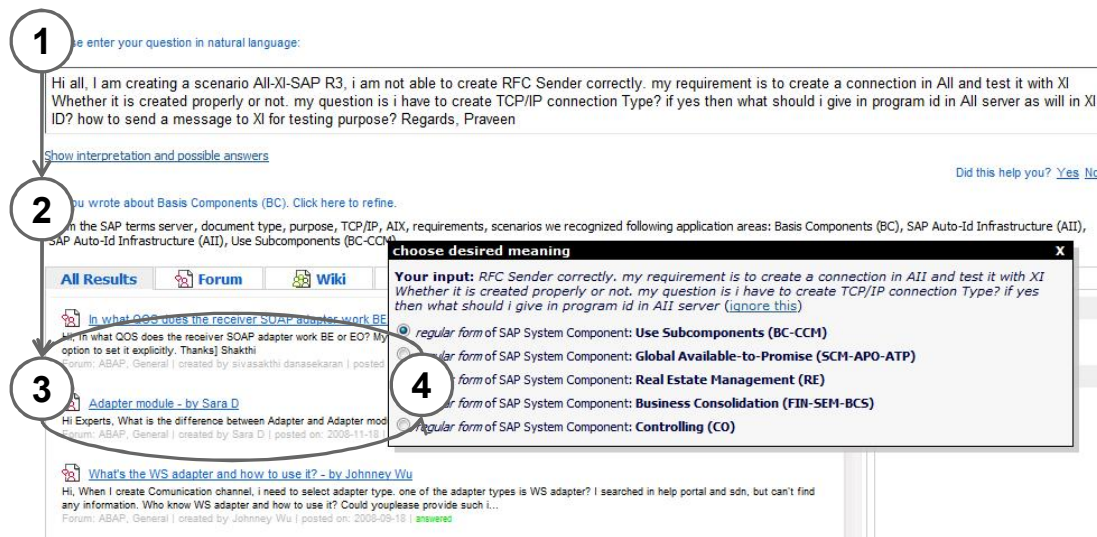 1
se enter your question in natural language:
Hi all, I am creating a scenario AII-XI-SAP R3, i am not able to create RFC Sender correctly. my requirement is to create a connection in AII and test it with XI
Whether it is created properly or not. my question is i have to create TCP/IP connection Type? if yes then what should i give in program id in AII server as will in XI
ID? how to send a message to XI for testing purpose? Regards, Praveen
Show interpretation and possible answers
Did this help you? Yes No
2
u wrote about Basis Components (BC). Click here to refine.
m the SAP terms server, document type, purpose, TCP/IP, AIX, requirements, scenarios we recognized following application areas: Basis Components (BC), SAP Auto-Id Infrastructure (AII),
SAP Auto-Id Infrastructure (AII), Use Subcomponents (BC-CCM)
choose desired meaning X
Your input: RFC Sender correctly. my requirement is to create a connection in AII and test it with XI
Whether it is created properly or not. my question is i have to create TCP/IP connection Type? if yes
then what should i give in program id in AII server (ignore this)
regular form of SAP System Component: Use Subcomponents (BC-CCM)
regular form of SAP System Component: Global Available-to-Promise (SCM-APO-ATP)
form of SAP System Component: Real Estate Management (RE)
form of SAP System Component: Business Consolidation (FIN-SEM-BCS)
regular form of SAP System Component: Controlling (CO)
All Results Forum Wiki
In what QOS does the receiver SOAP adapter work BE
Hi, In what QOS does the receiver SOAP adapter work BE or EO? My
option to set it explicitly. Thanks] Shakthi
Forum: ABAP, General | created by sivasakthi danasekaran | posted
3
4
Adapter module - by Sara D
Hi Experts, What is the difference between Adapter and Adapter modu
Forum: ABAP, General | created by Sara D | posted on: 2008-11-18 |
What's the WS adapter and how to use it? - by Johnney Wu
Hi, When I create Comunication channel, i need to select adapter type. one of the adapter types is WS adapter? I searched in help portal and sdn, but can't find
any information. Who know WS adapter and how to use it? Could youplease provide such i...
Forum: ABAP, General | created by Johnney Wu | posted on: 2008-09-18 | answered